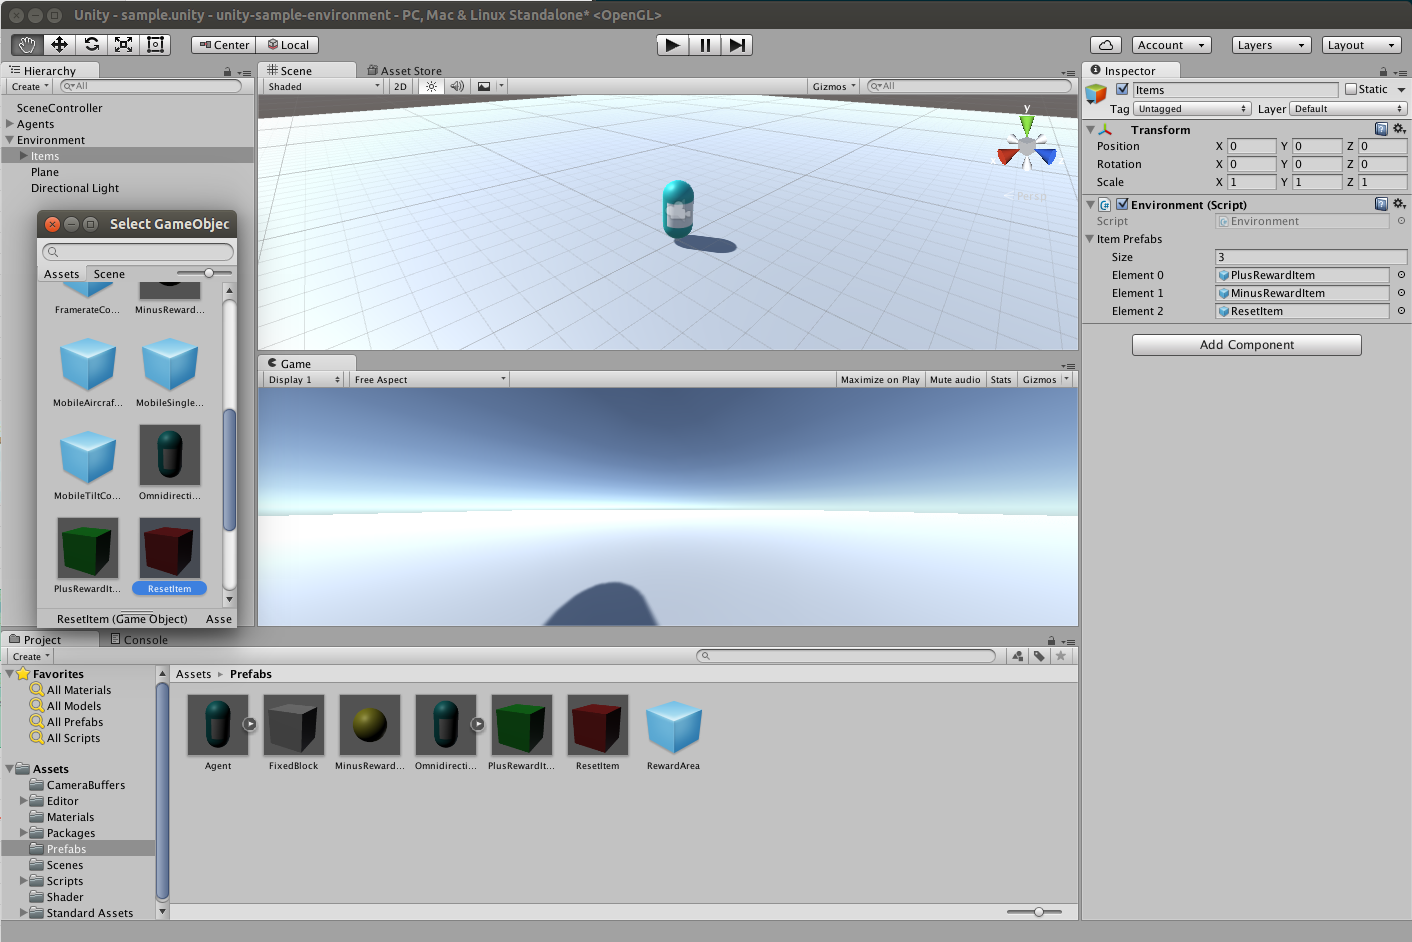 Unity - sample.unity - unity-sample-environment - PC, Mac & Linux Standalone* <OpenGL>
Center Local Account Layers Layout
Hierarchy
Create All
SceneController
Agents
Environment
Items
Plane
Directional Light
Select GameObjec
Assets Scene
FramerateCo... MinusReward...
MobileAircraf... MobileSingle...
MobileTiltCo... Omnidirecti...
PlusRewardIt... ResetItem
ResetItem (Game Object) Asse
Scene Asset Store
Shaded 2D Gizmos All
y
Persp
Game
Display 1 Free Aspect Maximize on Play Mute audio Stats Gizmos
Inspector
Items Static
Tag Untagged Layer Default
Transform
Position X 0 Y 0 Z 0
Rotation X 0 Y 0 Z 0
Scale X 1 Y 1 Z 1
Environment (Script)
Script Environment
Item Prefabs
Size 3
Element 0 PlusRewardItem
Element 1 MinusRewardItem
Element 2 ResetItem
Add Component
Project Console
Create
Favorites
All Materials
All Models
All Prefabs
All Scripts
Assets
CameraBuffers
Editor
Materials
Packages
Prefabs
Scenes
Scripts
Shader
Standard Assets
Assets Prefabs
Agent FixedBlock MinusReward... Omnidirecti... PlusRewardIt... ResetItem RewardArea